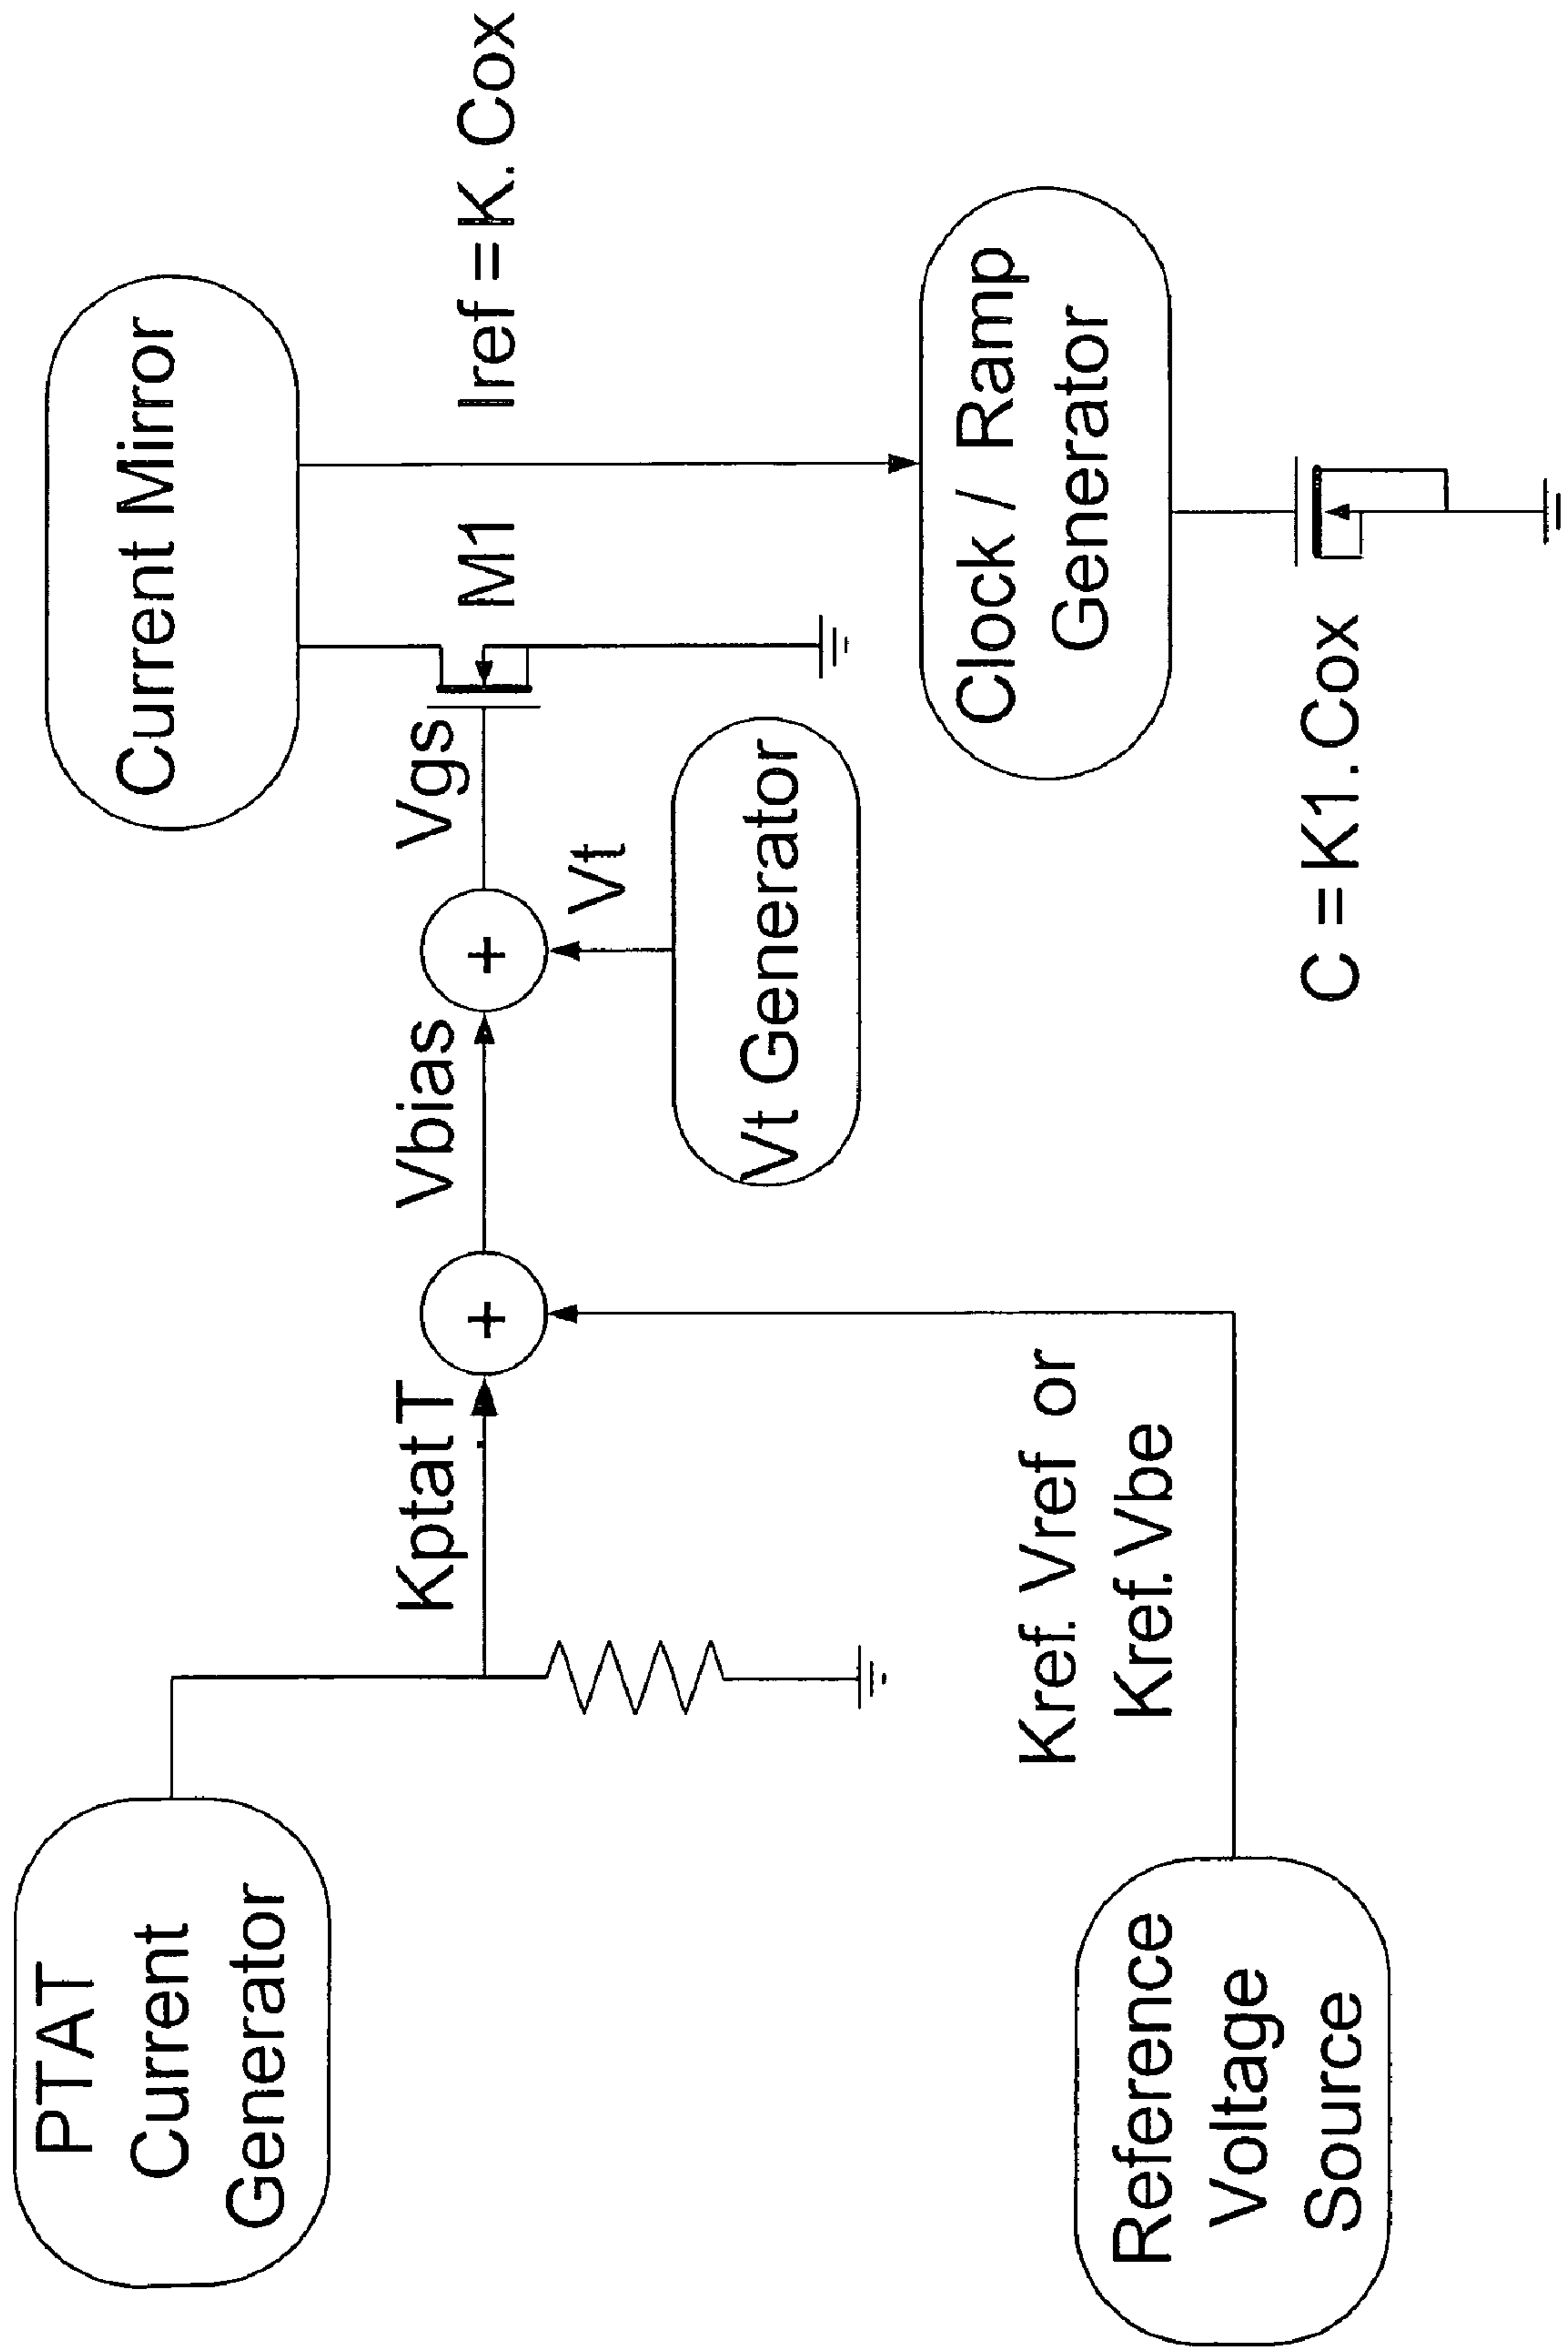 PTAT
Current
Generator
Kptat.T
+
Vbias
+
Vgs
M1
Current Mirror
Iref = K.Cox
Vt
Vt Generator
Kref.Vref or
Kref.Vbe
Reference
Voltage
Source
Clock / Ramp
Generator
C = K1.Cox